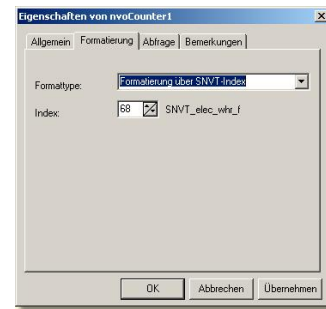 Eigenschaften von nvoCounter1
Allgemein Formatierung Abfrage Bemerkungen
Formattype: Formatierung über SNVT-Index
Index: 68 SNVT_elec_whr_f
OK Abbrechen Übernehmen